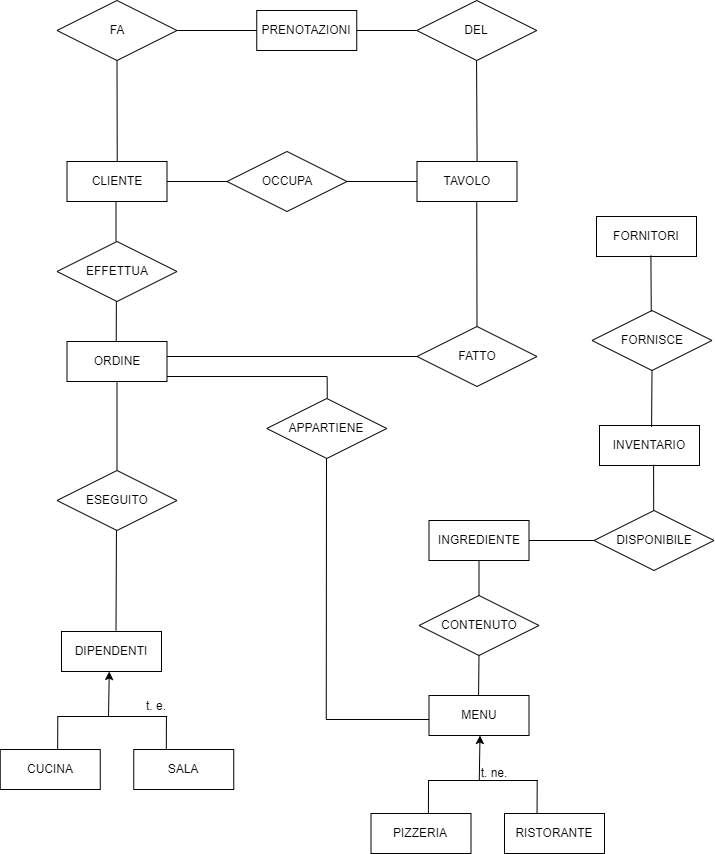 FA
PRENOTAZIONI
DEL
CLIENTE
OCCUPA
TAVOLO
FORNITORI
EFFETTUA
FORNISCE
ORDINE
FATTO
APPARTIENE
INVENTARIO
ESEGUITO
INGREDIENTE
DISPONIBILE
CONTENUTO
DIPENDENTI
t. e.
MENU
CUCINA
SALA
t. ne.
PIZZERIA
RISTORANTE